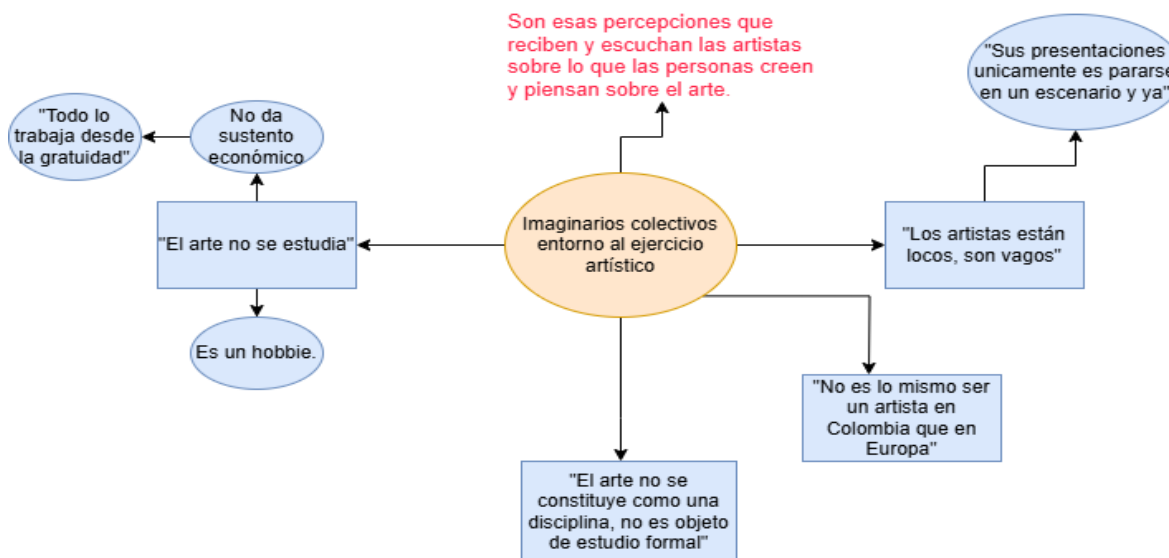 Son esas percepciones que
reciben y escuchan las artistas
sobre lo que las personas creen
y piensan sobre el arte.
"Sus presentaciones
unicamente es pararse
en un escenario y ya"
"Todo lo
trabaja desde
la gratuidad"
No da
sustento
económico
"El arte no se estudia"
Imaginarios colectivos
entorno al ejercicio
artístico
"Los artistas están
locos, son vagos"
Es un hobbie.
"No es lo mismo ser
un artista en
Colombia que en
Europa"
"El arte no se
constituye como una
disciplina, no es objeto
de estudio formal"